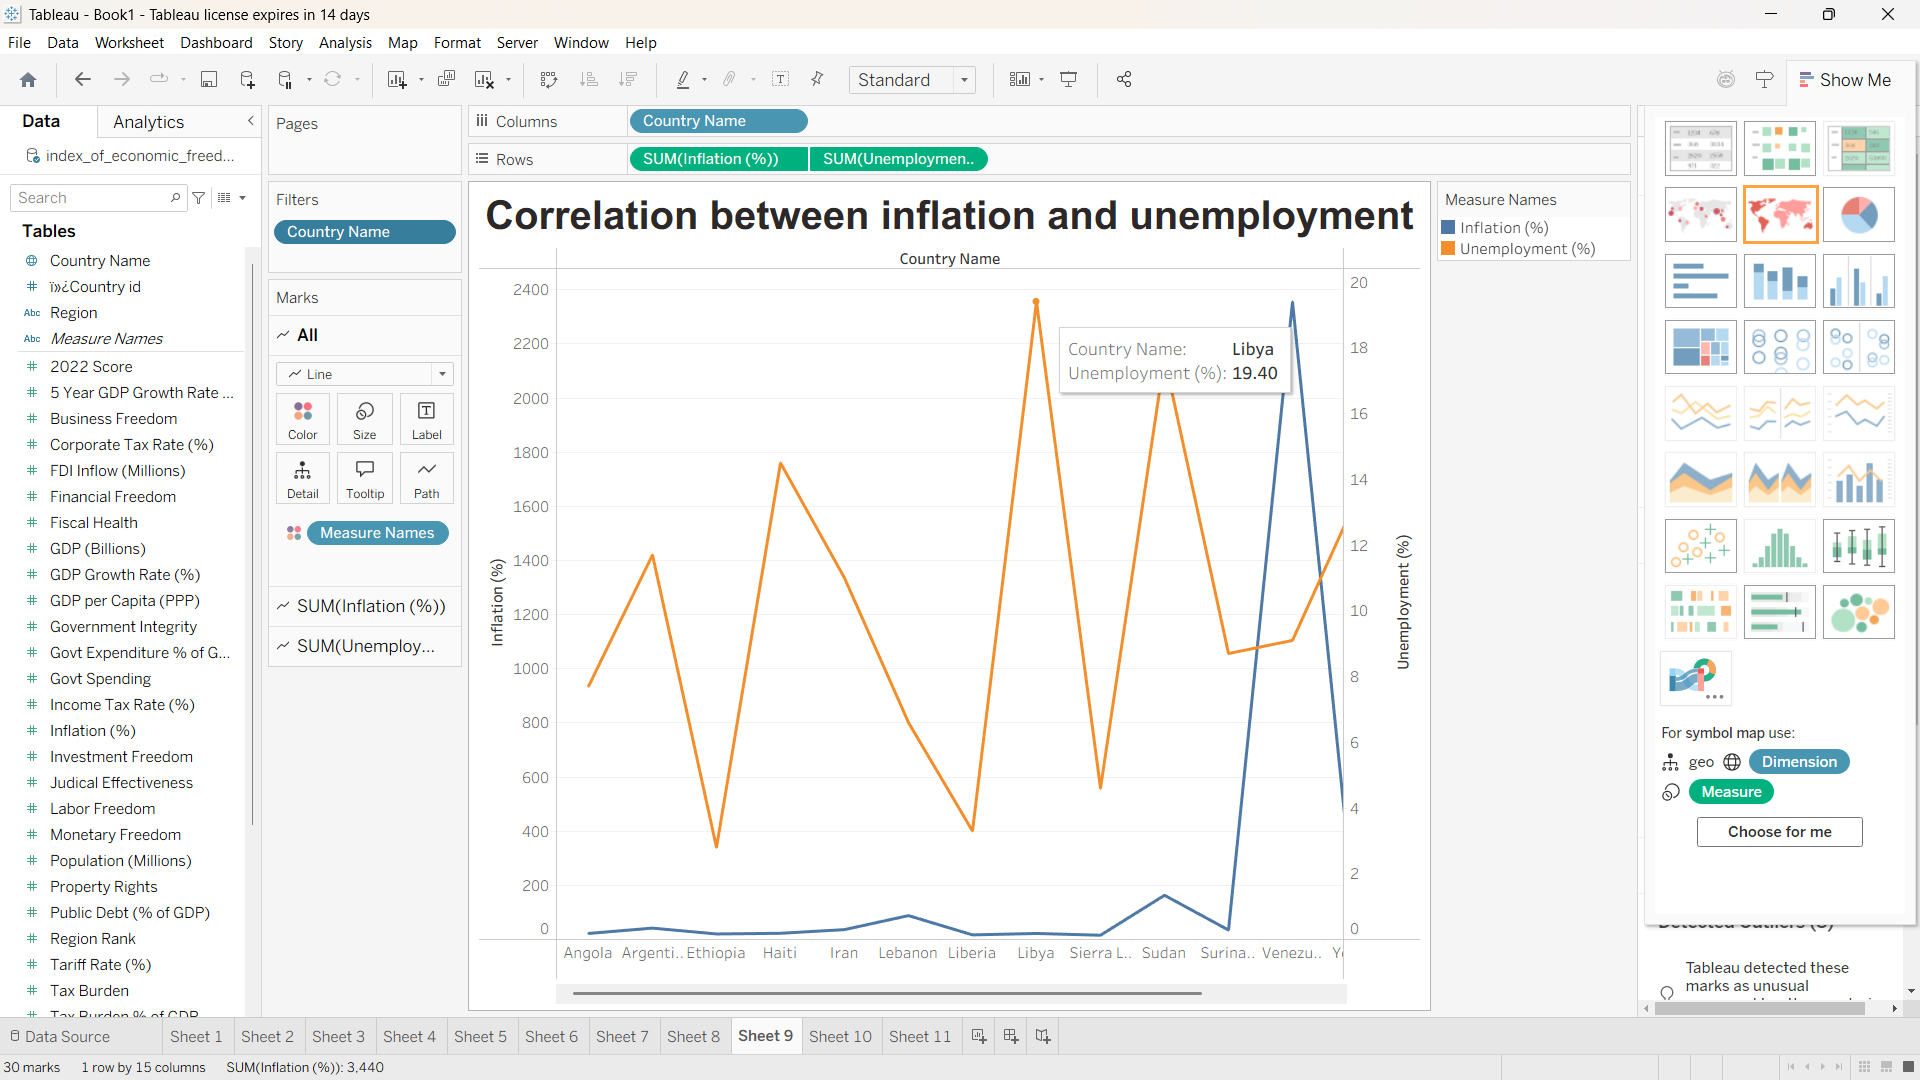 Tableau - Book1 - Tableau license expires in 14 days
File Data Worksheet Dashboard Story Analysis Map Format Server Window Help
Standard
Show Me
Data
Analytics
index_of_economic_freed...
Search
Tables
Country Name
ï»¿Country id
Abc Region
Abc Measure Names
2022 Score
5 Year GDP Growth Rate ...
Business Freedom
Corporate Tax Rate (%)
FDI Inflow (Millions)
Financial Freedom
Fiscal Health
GDP (Billions)
GDP Growth Rate (%)
GDP per Capita (PPP)
Government Integrity
Govt Expenditure % of G...
Govt Spending
Income Tax Rate (%)
Inflation (%)
Investment Freedom
Judical Effectiveness
Labor Freedom
Monetary Freedom
Population (Millions)
Property Rights
Public Debt (% of GDP)
Region Rank
Tariff Rate (%)
Tax Burden
Tax Burden % of GDP
Pages
Filters
Country Name
Marks
All
Line
Color Size Label
Detail Tooltip Path
Measure Names
SUM(Inflation (%))
SUM(Unemploy...
Columns
Country Name
Rows
SUM(Inflation (%)) SUM(Unemploymen..
Correlation between inflation and unemployment
Country Name
Inflation (%)
2400
2200
2000
1800
1600
1400
1200
1000
800
600
400
200
0
Country Name: Libya
Unemployment (%): 19.40
20
18
16
14
12
10
8
6
4
2
0
Unemployment (%)
Angola Argenti.. Ethiopia Haiti Iran Lebanon Liberia Libya Sierra L.. Sudan Surina.. Venezu..
Measure Names
Inflation (%)
Unemployment (%)
For symbol map use:
geo Dimension
Measure
Choose for me
Detected Outliers
Tableau detected these
marks as unusual
Data Source Sheet 1 Sheet 2 Sheet 3 Sheet 4 Sheet 5 Sheet 6 Sheet 7 Sheet 8 Sheet 9 Sheet 10 Sheet 11
30 marks 1 row by 15 columns SUM(Inflation (%)): 3,440